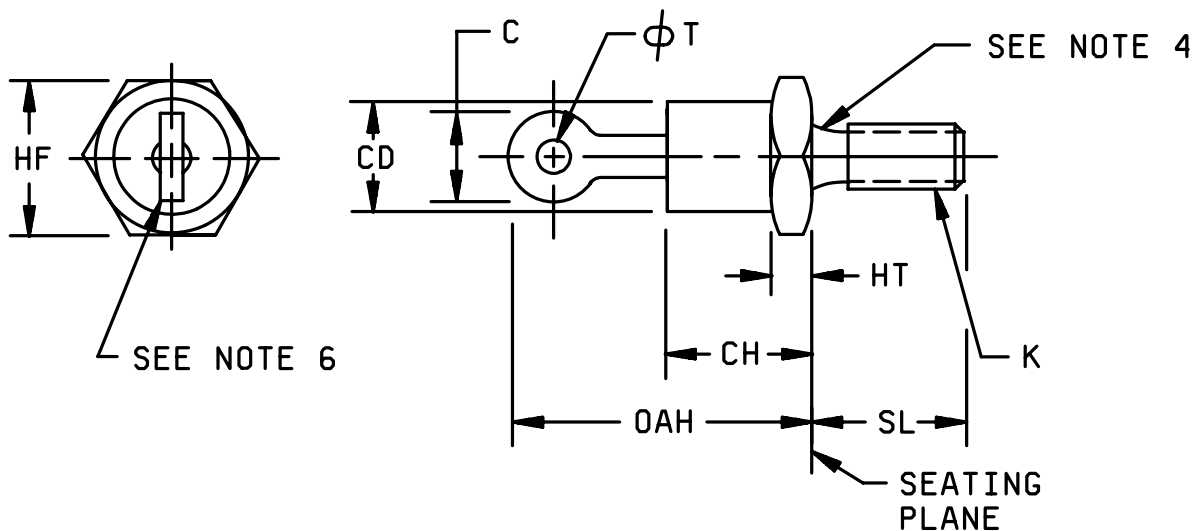 C
ϕT
SEE NOTE 4
HF
CD
HT
SEE NOTE 6
CH
K
OAH
SL
SEATING
PLANE